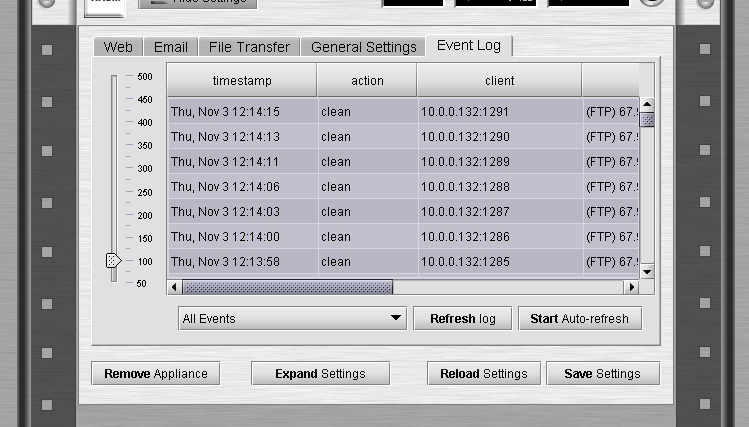 Hide Settings
Web Email File Transfer General Settings Event Log
500
450
400
350
300
250
200
150
100
50
timestamp action client
Thu, Nov 3 12:14:15 clean 10.0.0.132:1291 (FTP) 67.
Thu, Nov 3 12:14:13 clean 10.0.0.132:1290 (FTP) 67.
Thu, Nov 3 12:14:11 clean 10.0.0.132:1289 (FTP) 67.
Thu, Nov 3 12:14:06 clean 10.0.0.132:1288 (FTP) 67.
Thu, Nov 3 12:14:03 clean 10.0.0.132:1287 (FTP) 67.
Thu, Nov 3 12:14:00 clean 10.0.0.132:1286 (FTP) 67.
Thu, Nov 3 12:13:58 clean 10.0.0.132:1285 (FTP) 67.
All Events Refresh log Start Auto-refresh
Remove Appliance Expand Settings Reload Settings Save Settings